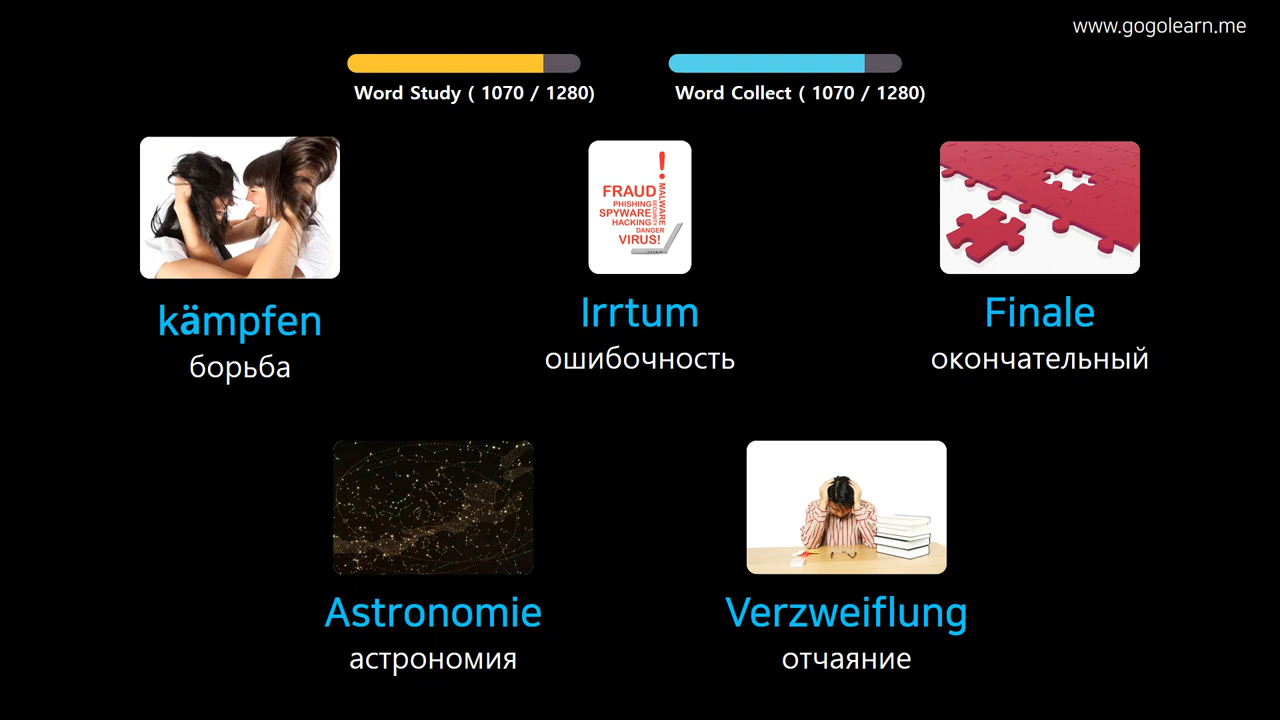 www.gogolearn.me
Word Study ( 1070 / 1280)
Word Collect ( 1070 / 1280)
FRAUD
PHISHING
SPYWARE
HACKING
DANGER
VIRUS!
!
MALWARE
SECURITY
kämpfen
борьба
Irrtum
ошибочность
Finale
окончательный
Astronomie
астрономия
Verzweiflung
отчаяние